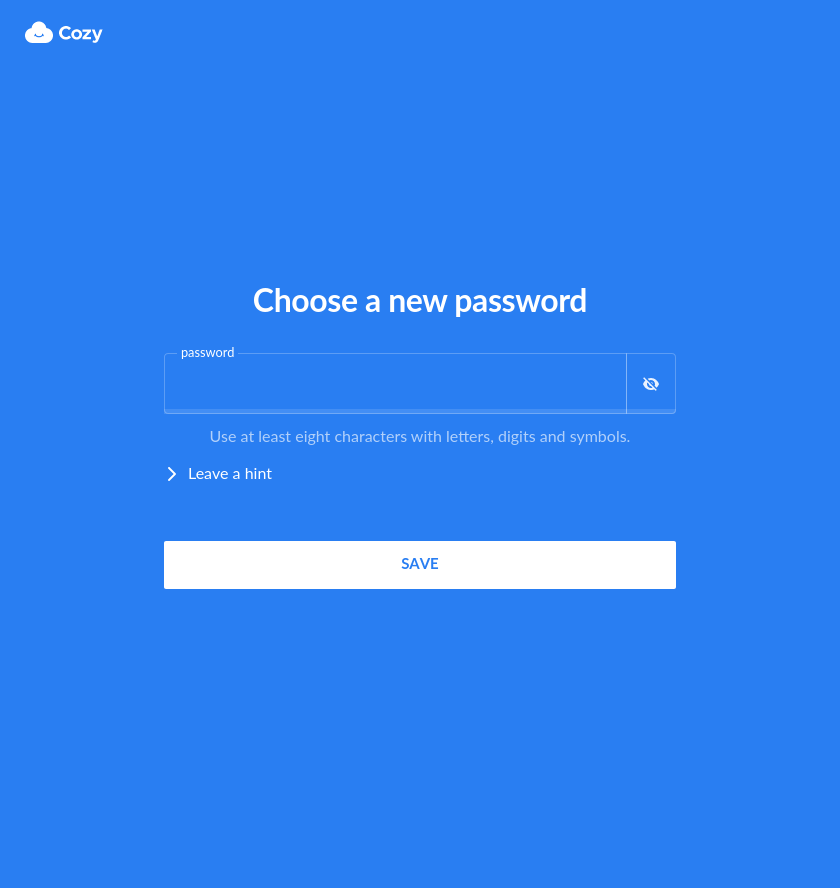 Cozy
Choose a new password
password
Use at least eight characters with letters, digits and symbols.
Leave a hint
SAVE